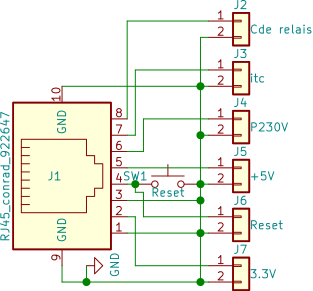 J2
1
2
Cde relais
J3
1
2
itc
J4
1
2
P230V
J5
1
2
+5V
J6
1
2
Reset
J7
1
2
3.3V
RJ45_conrad_922647
J1
10
GND
8
7
6
5
4
3
2
1
GND
9
SW1
Reset
GND